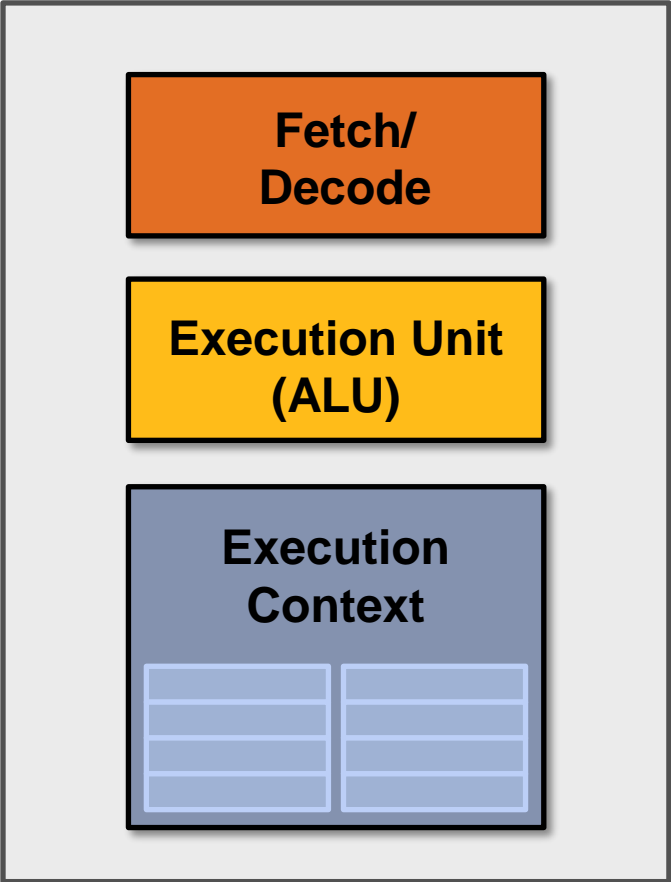 Fetch/
Decode
Execution Unit
(ALU)
Execution
Context